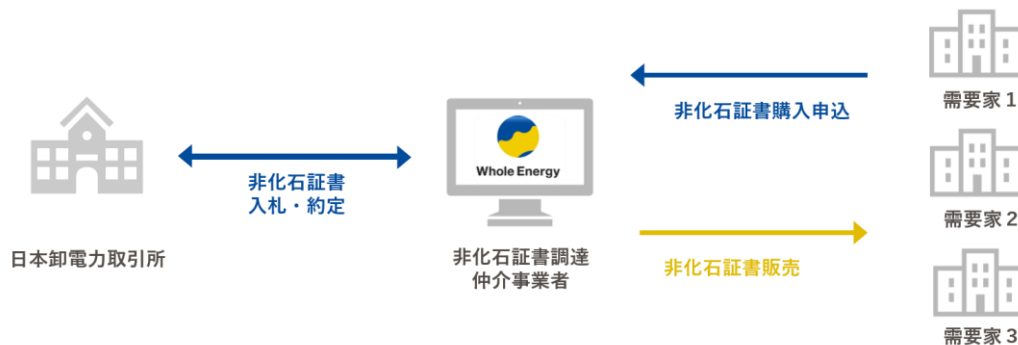 日本卸電力取引所
非化石証書
入札・約定
Whole Energy
非化石証書調達
仲介事業者
非化石証書購入申込
非化石証書販売
需要家 1
需要家 2
需要家 3